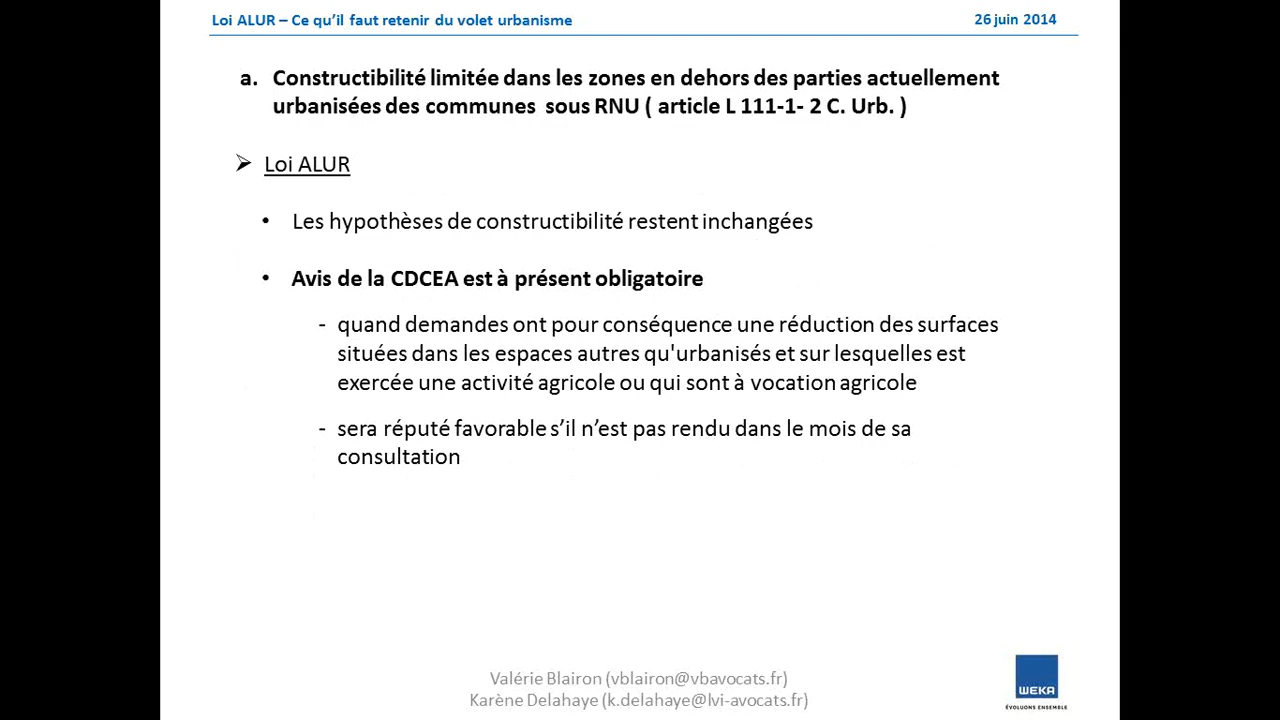 Loi ALUR – Ce qu’il faut retenir du volet urbanisme
26 juin 2014
a. Constructibilité limitée dans les zones en dehors des parties actuellement
urbanisées des communes sous RNU ( article L 111-1- 2 C. Urb. )
➢ Loi ALUR
• Les hypothèses de constructibilité restent inchangées
• Avis de la CDCEA est à présent obligatoire
- quand demandes ont pour conséquence une réduction des surfaces
situées dans les espaces autres qu'urbanisés et sur lesquelles est
exercée une activité agricole ou qui sont à vocation agricole
- sera réputé favorable s’il n’est pas rendu dans le mois de sa
consultation
Valérie Blairon (vblairon@vbavocats.fr)
Karène Delahaye (k.delahaye@lvi-avocats.fr)
WEKA
ÉVOLUONS ENSEMBLE